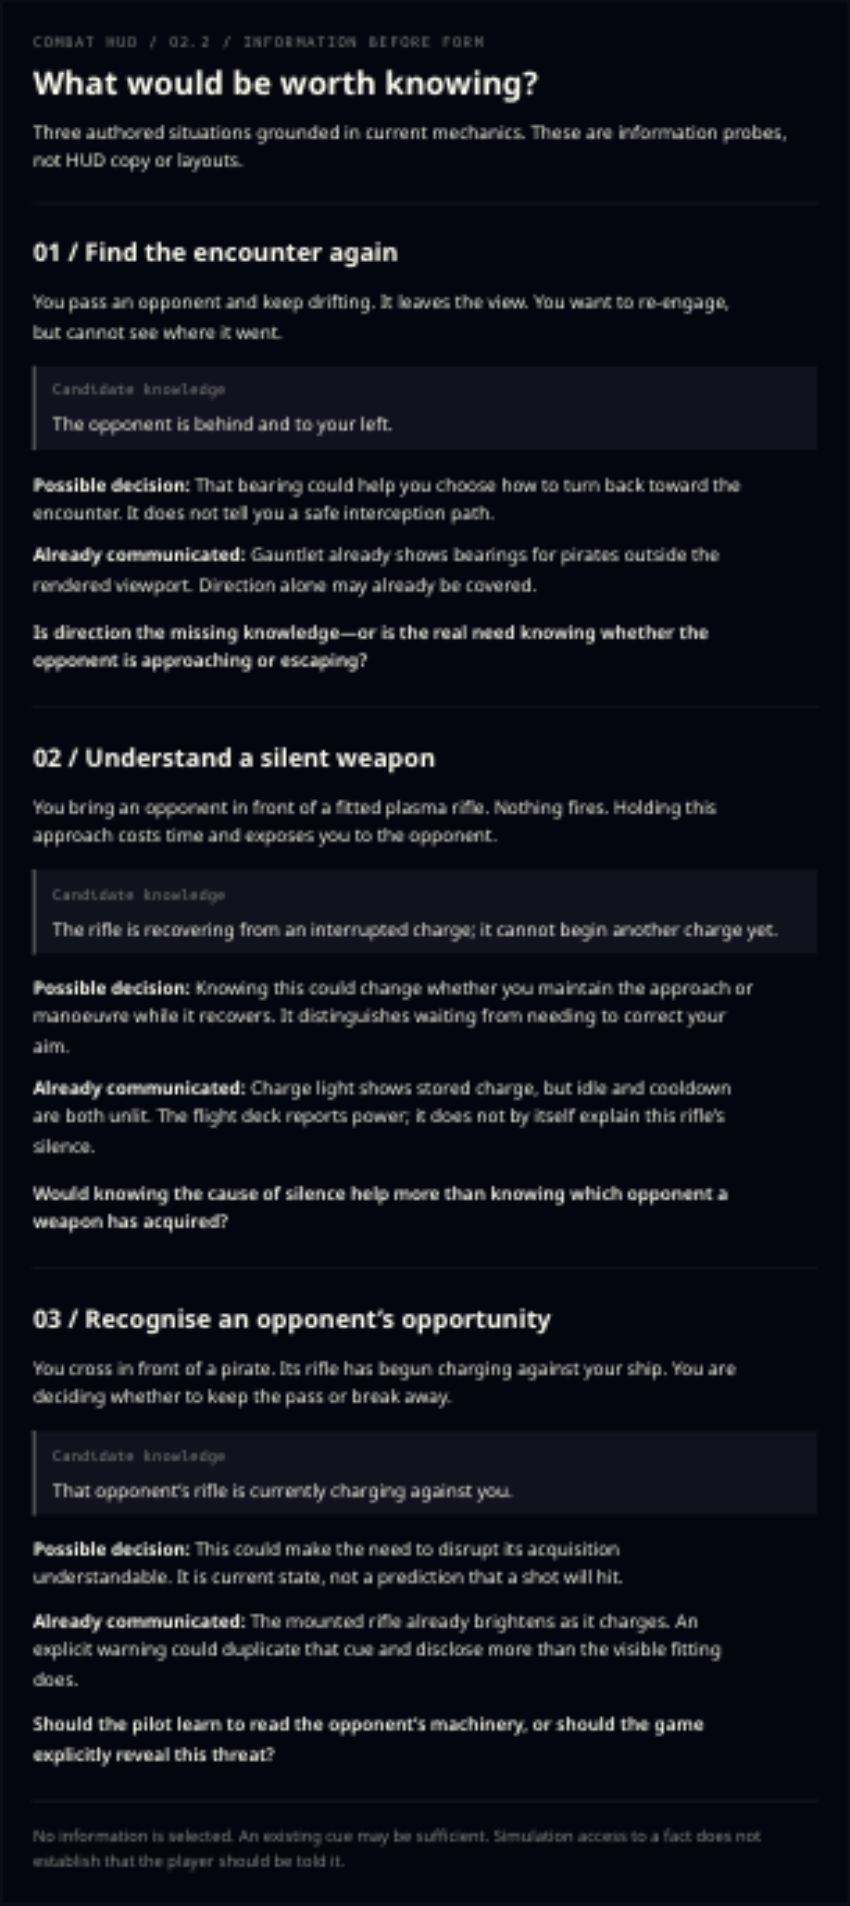 COMBAT HUD / 02.2 / INFORMATION BEFORE FORM
What would be worth knowing?
Three authored situations grounded in current mechanics. These are information probes,
not HUD copy or layouts.
01 / Find the encounter again
You pass an opponent and keep drifting. It leaves the view. You want to re-engage,
but cannot see where it went.
Candidate knowledge
The opponent is behind and to your left.
Possible decision: That bearing could help you choose how to turn back toward the
encounter. It does not tell you a safe interception path.
Already communicated: Gauntlet already shows bearings for pirates outside the
rendered viewport. Direction alone may already be covered.
Is direction the missing knowledge—or is the real need knowing whether the
opponent is approaching or escaping?
02 / Understand a silent weapon
You bring an opponent in front of a fitted plasma rifle. Nothing fires. Holding this
approach costs time and exposes you to the opponent.
Candidate knowledge
The rifle is recovering from an interrupted charge; it cannot begin another charge yet.
Possible decision: Knowing this could change whether you maintain the approach or
manoeuvre while it recovers. It distinguishes waiting from needing to correct your
aim.
Already communicated: Charge light shows stored charge, but idle and cooldown
are both unlit. The flight deck reports power; it does not by itself explain this rifle's
silence.
Would knowing the cause of silence help more than knowing which opponent a
weapon has acquired?
03 / Recognise an opponent's opportunity
You cross in front of a pirate. Its rifle has begun charging against your ship. You are
deciding whether to keep the pass or break away.
Candidate knowledge
That opponent's rifle is currently charging against you.
Possible decision: This could make the need to disrupt its acquisition
understandable. It is current state, not a prediction that a shot will hit.
Already communicated: The mounted rifle already brightens as it charges. An
explicit warning could duplicate that cue and disclose more than the visible fitting
does.
Should the pilot learn to read the opponent's machinery, or should the game
explicitly reveal this threat?
No information is selected. An existing cue may be sufficient. Simulation access to a fact does not
establish that the player should be told it.